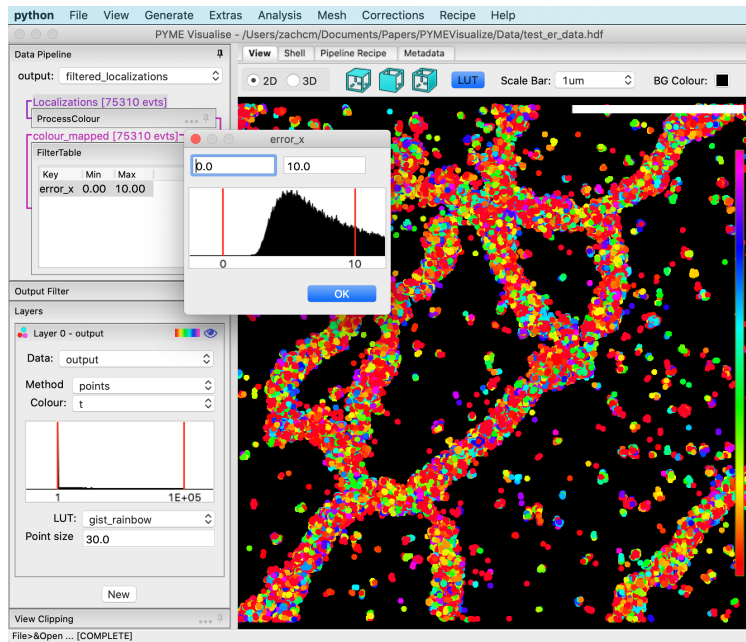 python File View Generate Extras Analysis Mesh Corrections Recipe Help
PYME Visualise - /Users/zachcm/Documents/Papers/PYMEVisualize/Data/test_er_data.hdf
Data Pipeline
View Shell Pipeline Recipe Metadata
output: filtered_localizations
2D 3D LUT Scale Bar: 1um BG Colour:
Localizations [75310 evts]
ProcessColour ...
colour_mapped [75310 evts]
FilterTable
Key Min Max
error_x 0.00 10.00
error_x
0.0 10.0
0 10
OK
Output Filter
Layers
Layer 0 - output
Data: output
Method points
Colour: t
1 1E+05
LUT: gist_rainbow
Point size 30.0
New
View Clipping ...
File>&Open ... [COMPLETE]